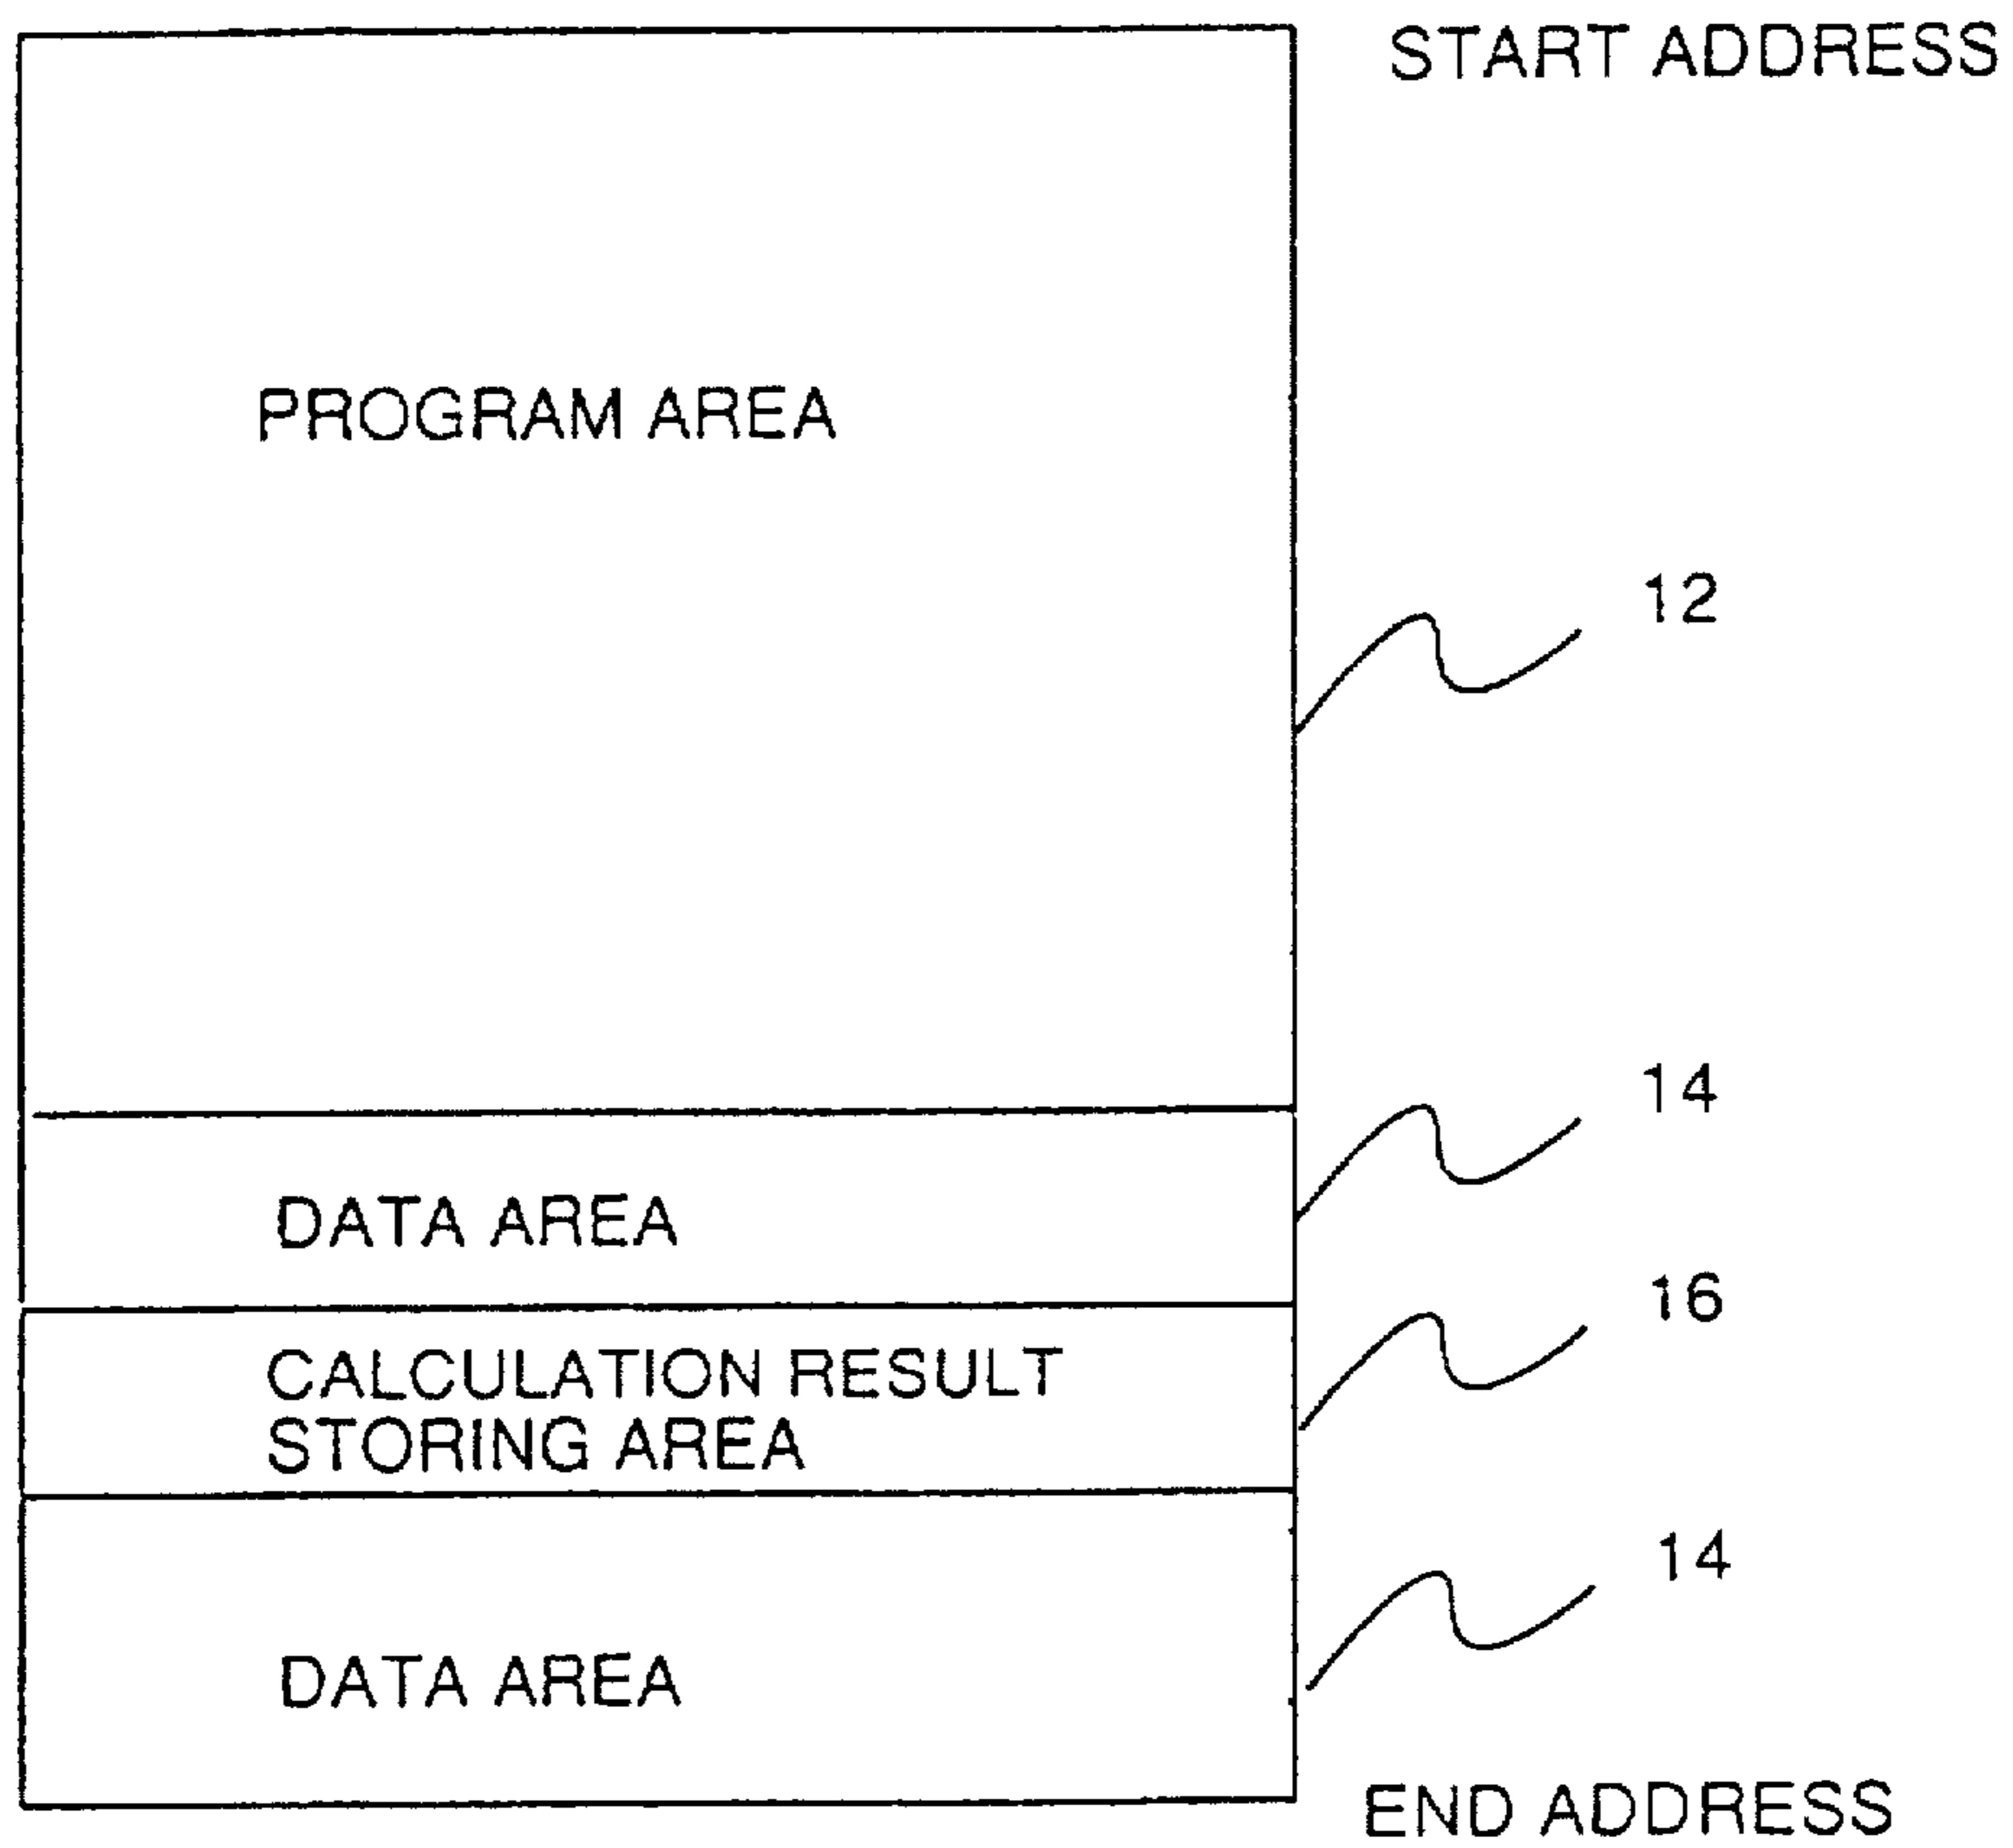 START ADDRESS
PROGRAM AREA
12
14
DATA AREA
16
CALCULATION RESULT
STORING AREA
14
DATA AREA
END ADDRESS